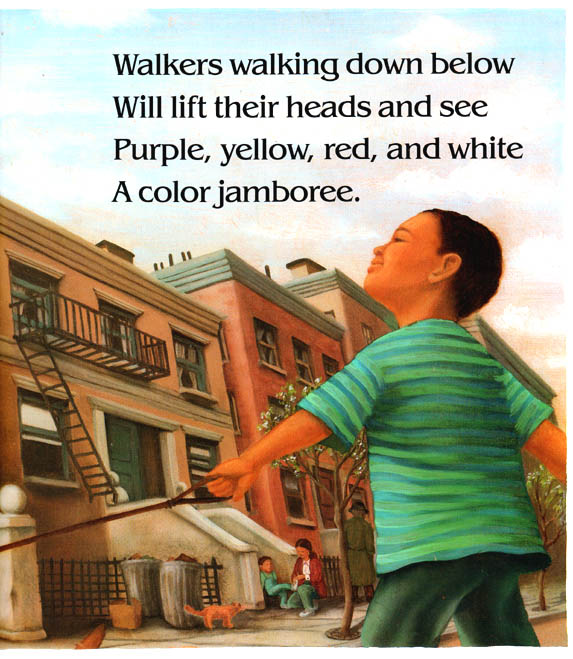 Walkers walking down below
Will lift their heads and see
Purple, yellow, red, and white
A color jamboree.